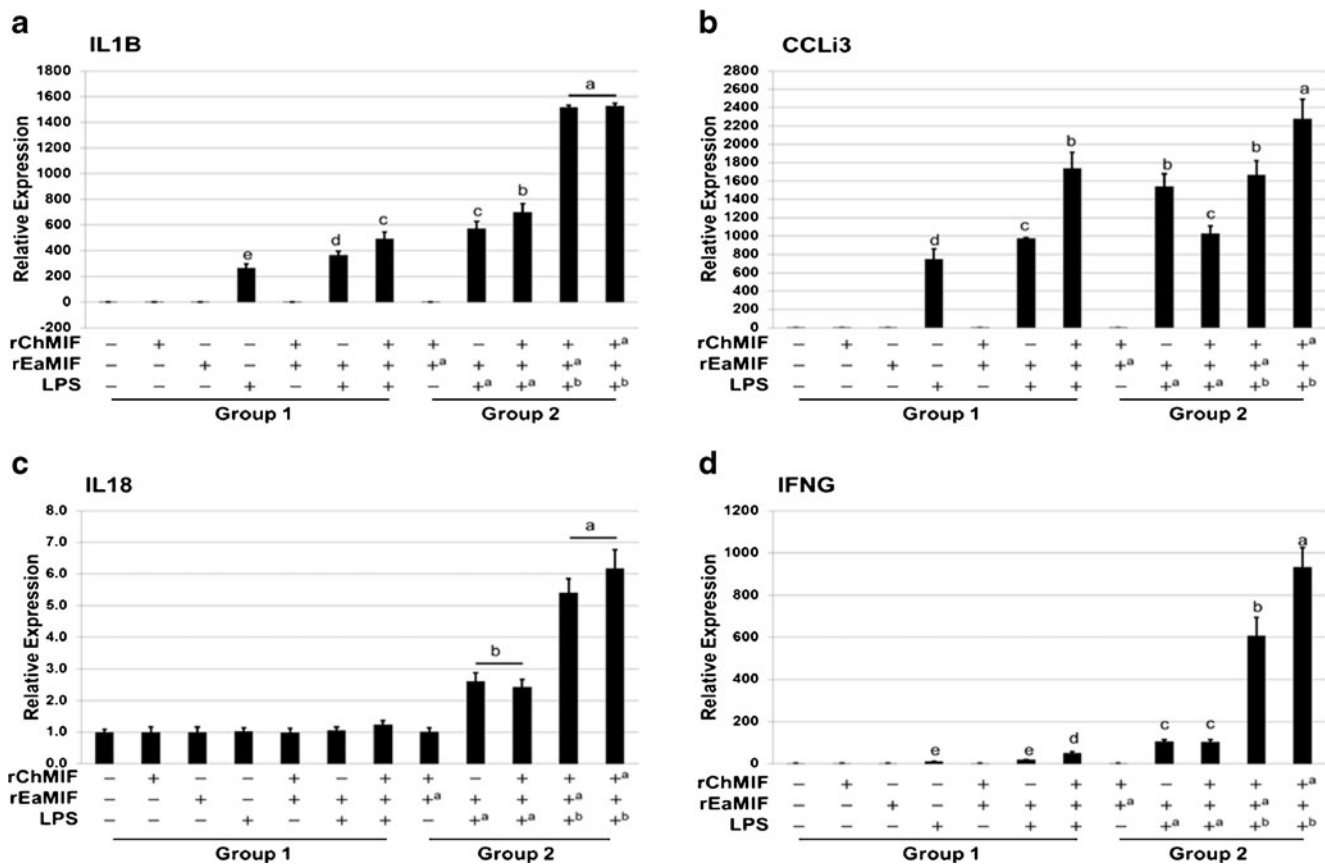 a
IL1B
Relative Expression
1800
1600
1400
1200
1000
800
600
400
200
0
-200
e
d
c
c
b
a
rChMIF – + – – + – + + – + + +a
rEaMIF – – + – + + + +a + + +a +
LPS – – – + – + + – +a +a +b +b
Group 1 Group 2
b
CCLi3
Relative Expression
2800
2600
2400
2200
2000
1800
1600
1400
1200
1000
800
600
400
200
0
d
c
b
b
c
b
a
rChMIF – + – – + – + + – + + +a
rEaMIF – – + – + + + +a + + +a +
LPS – – – + – + + – +a +a +b +b
Group 1 Group 2
c
IL18
Relative Expression
8.0
7.0
6.0
5.0
4.0
3.0
2.0
1.0
0.0
b
a
rChMIF – + – – + – + + – + + +a
rEaMIF – – + – + + + +a + + +a +
LPS – – – + – + + – +a +a +b +b
Group 1 Group 2
d
IFNG
Relative Expression
1200
1000
800
600
400
200
0
e
e
d
c
c
b
a
rChMIF – + – – + – + + – + + +a
rEaMIF – – + – + + + +a + + +a +
LPS – – – + – + + – +a +a +b +b
Group 1 Group 2